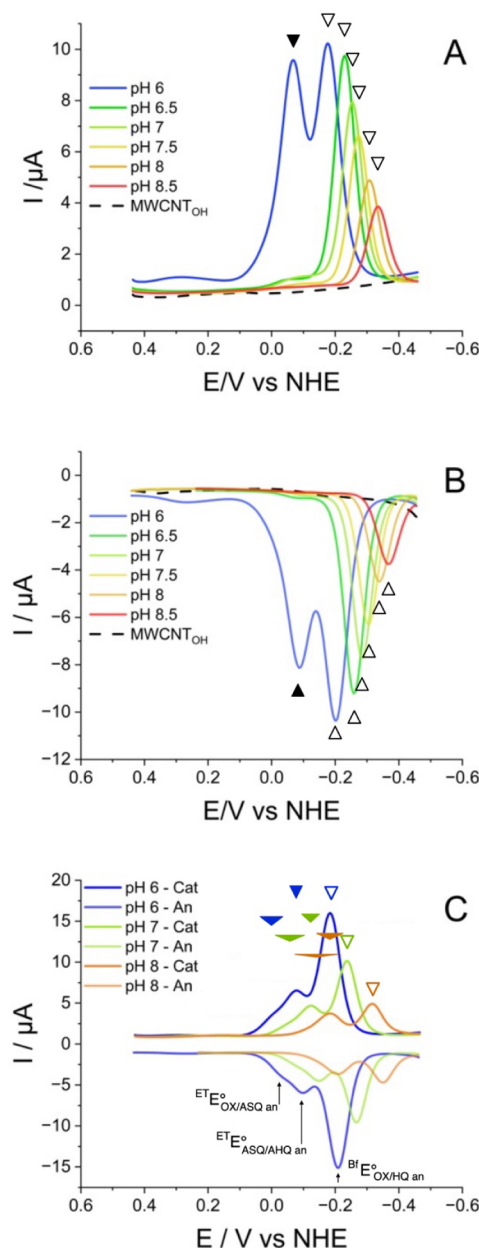 A
10
8
6
4
2
0
I /µA
pH 6
pH 6.5
pH 7
pH 7.5
pH 8
pH 8.5
MWCNTOH
0.6 0.4 0.2 0.0 −0.2 −0.4 −0.6
E/V vs NHE
B
0
−2
−4
−6
−8
−10
−12
I / µA
pH 6
pH 6.5
pH 7
pH 7.5
pH 8
pH 8.5
MWCNTOH
0.6 0.4 0.2 0.0 −0.2 −0.4 −0.6
E/V vs NHE
C
20
15
10
5
0
−5
−10
−15
I / µA
pH 6 - Cat
pH 6 - An
pH 7 - Cat
pH 7 - An
pH 8 - Cat
pH 8 - An
ETE°OX/ASQ an
ETE°ASQ/AHQ an
BfE°OX/HQ an
0.6 0.4 0.2 0.0 −0.2 −0.4 −0.6
E / V vs NHE